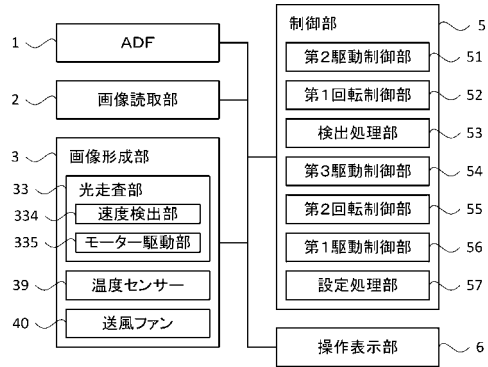 1
ADF
2
画像読取部
3
画像形成部
33
光走査部
334
速度検出部
335
モーター駆動部
39
温度センサー
40
送風ファン
制御部
5
第2駆動制御部
51
第1回転制御部
52
検出処理部
53
第3駆動制御部
54
第2回転制御部
55
第1駆動制御部
56
設定処理部
57
操作表示部
6